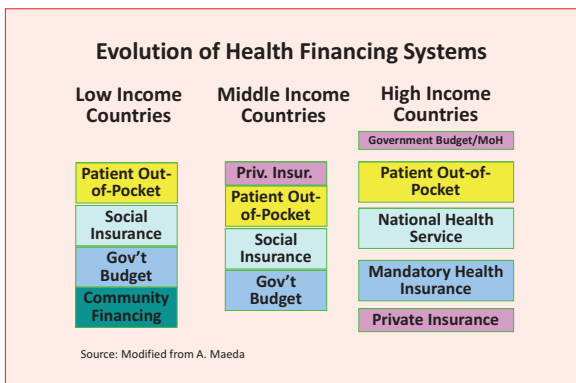 Evolution of Health Financing Systems
Low Income
Countries
Patient Out-
of-Pocket
Social
Insurance
Gov't
Budget
Community
Financing
Middle Income
Countries
Priv. Insur.
Patient Out-
of-Pocket
Social
Insurance
Gov't
Budget
High Income
Countries
Government Budget/MoH
Patient Out-of-
Pocket
National Health
Service
Mandatory Health
Insurance
Private Insurance
Source: Modified from A. Maeda